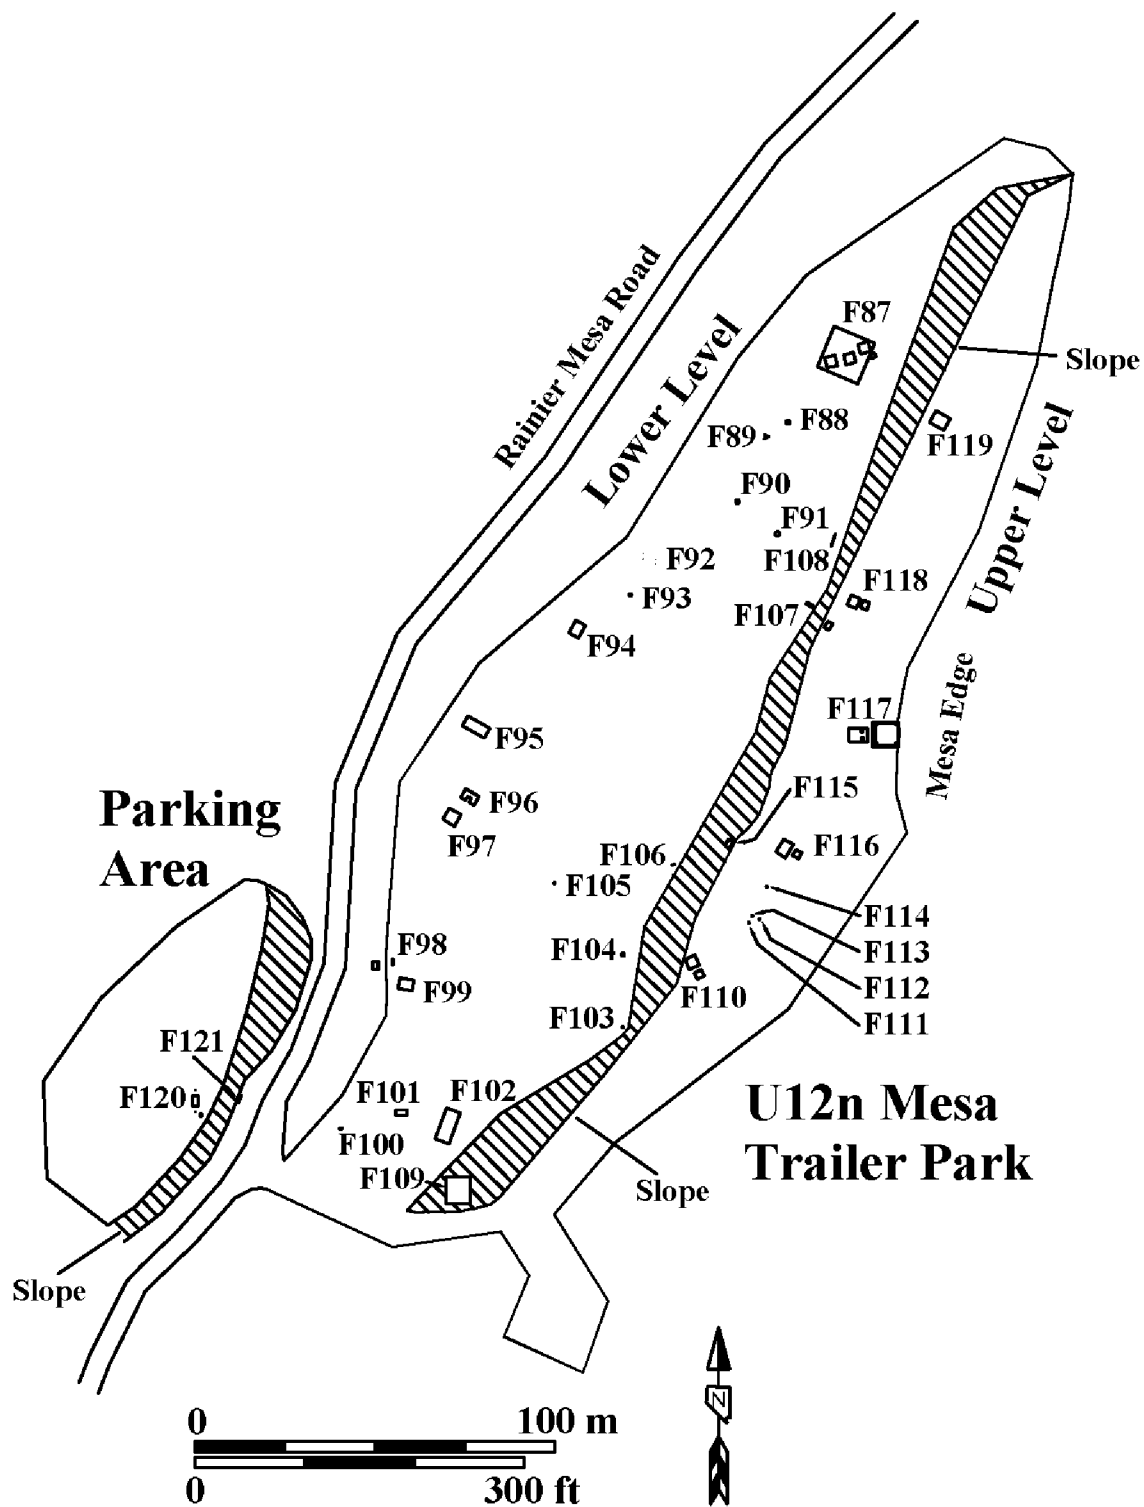 F87
Rainier Mesa Road
Lower Level
Slope
F88
F89
F119
F90
Upper Level
F91
F108
F92
F118
F93
F107
F94
Mesa Edge
F117
F95
F115
Parking
Area
F96
F97
F106
F116
F105
F114
F98
F104
F113
F99
F110
F112
F103
F111
F121
F120
F101
F102
U12n Mesa
Trailer Park
F100
F109
Slope
Slope
N
0 100 m
0 300 ft